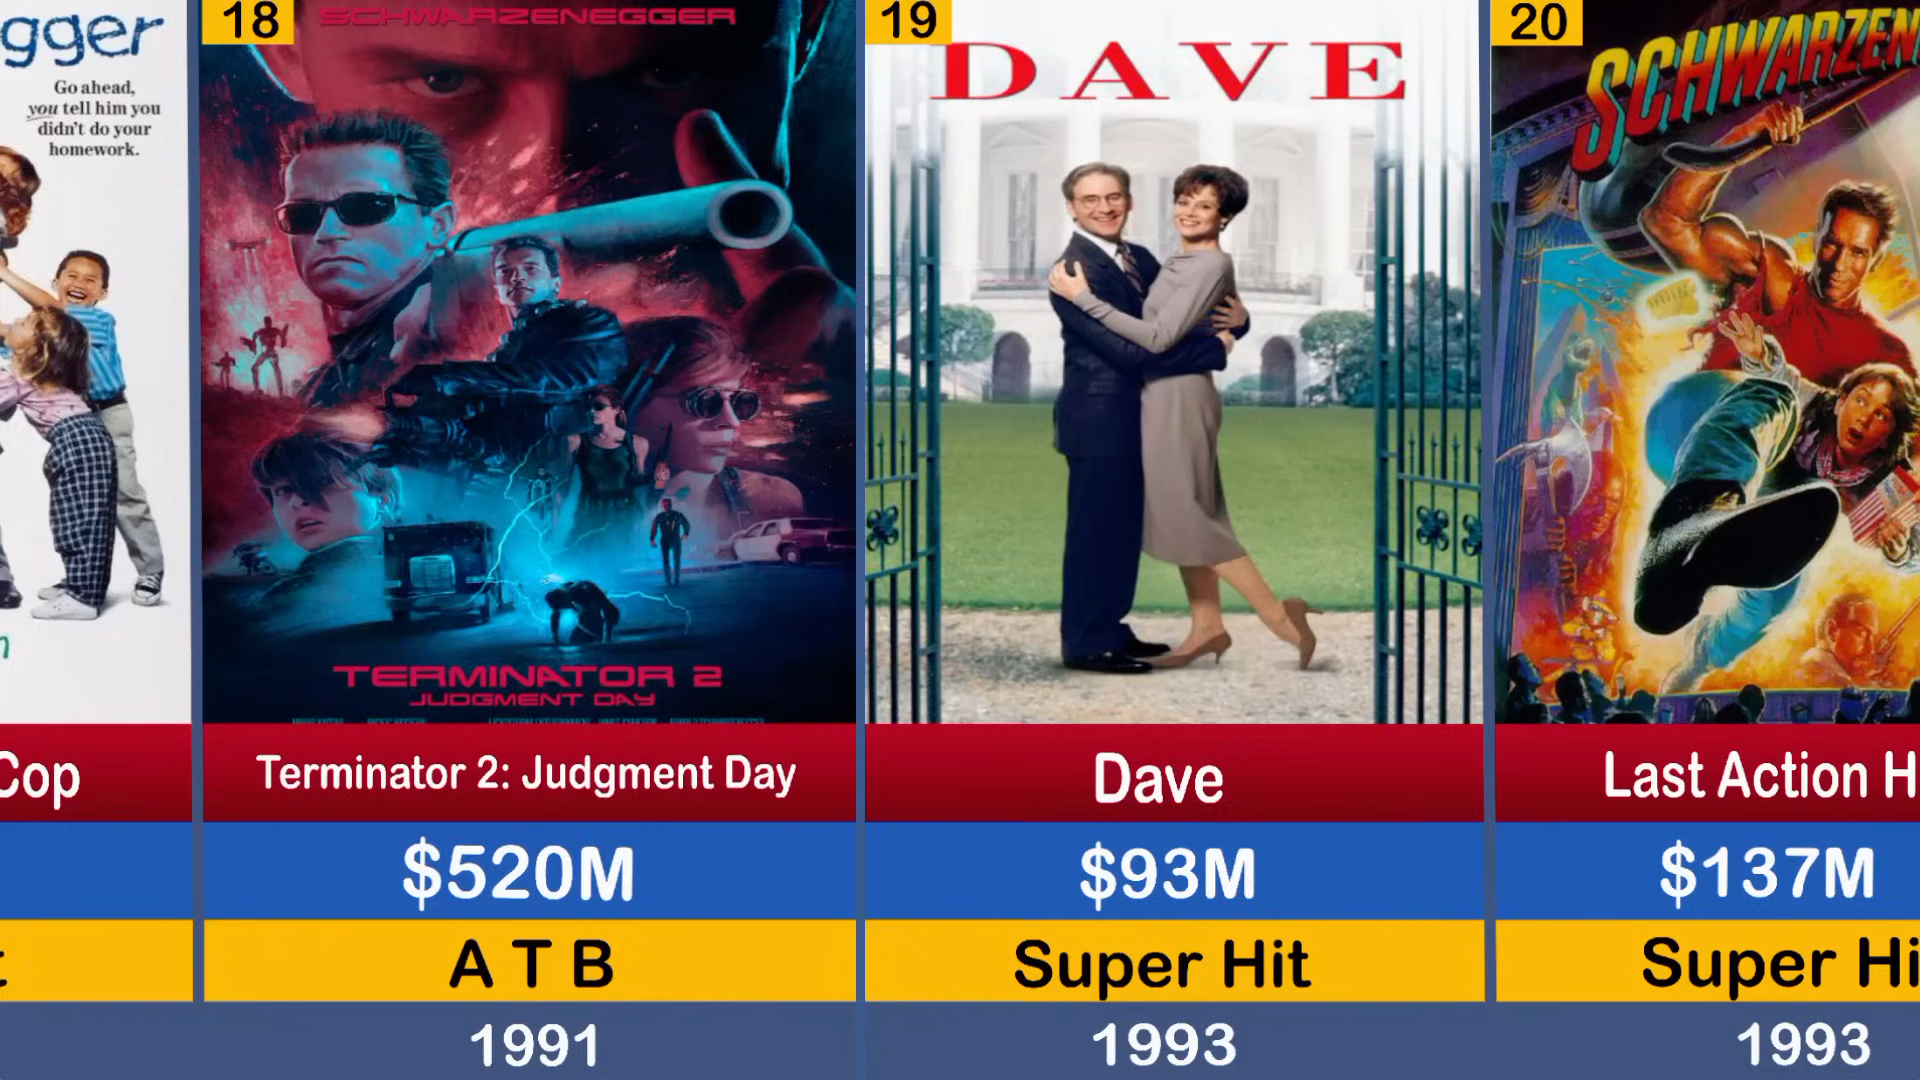 gger
Go ahead,
you tell him you
didn't do your
homework.
n
Cop
t
18
SCHWARZENEGGER
TERMINATOR 2
JUDGMENT DAY
Terminator 2: Judgment Day
$520M
A T B
1991
19
DAVE
Dave
$93M
Super Hit
1993
20
SCHWARZEN
Last Action H
$137M
Super Hi
1993